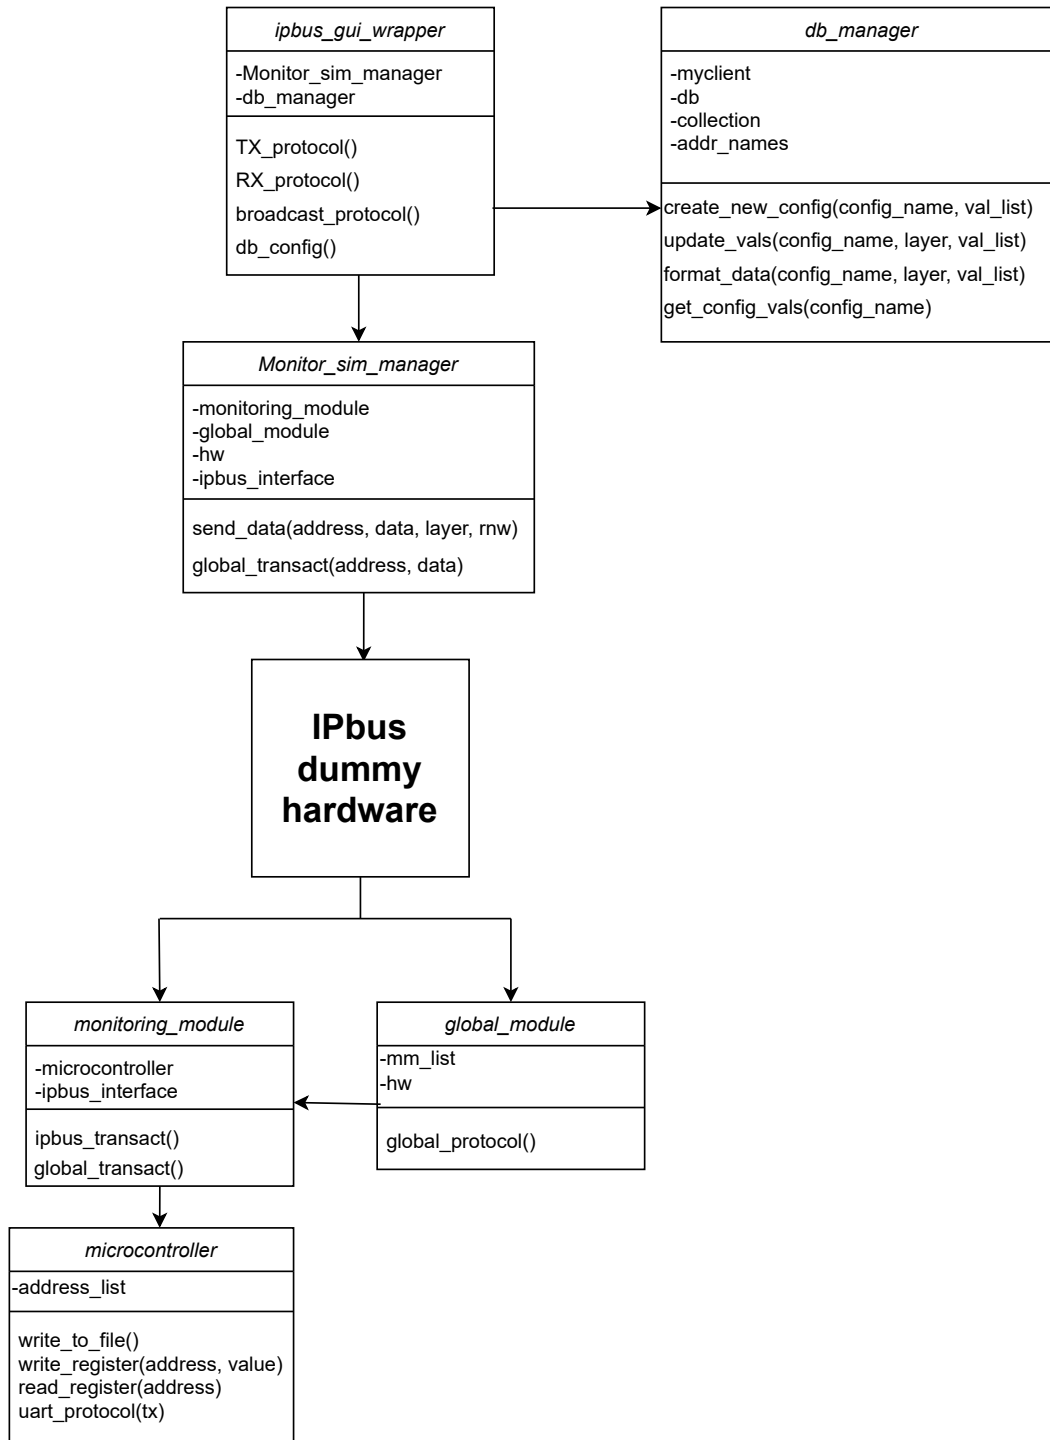 ipbus_gui_wrapper
-Monitor_sim_manager
-db_manager
TX_protocol()
RX_protocol()
broadcast_protocol()
db_config()
db_manager
-myclient
-db
-collection
-addr_names
create_new_config(config_name, val_list)
update_vals(config_name, layer, val_list)
format_data(config_name, layer, val_list)
get_config_vals(config_name)
Monitor_sim_manager
-monitoring_module
-global_module
-hw
-ipbus_interface
send_data(address, data, layer, rnw)
global_transact(address, data)
IPbus
dummy
hardware
monitoring_module
-microcontroller
-ipbus_interface
ipbus_transact()
global_transact()
global_module
-mm_list
-hw
global_protocol()
microcontroller
-address_list
write_to_file()
write_register(address, value)
read_register(address)
uart_protocol(tx)